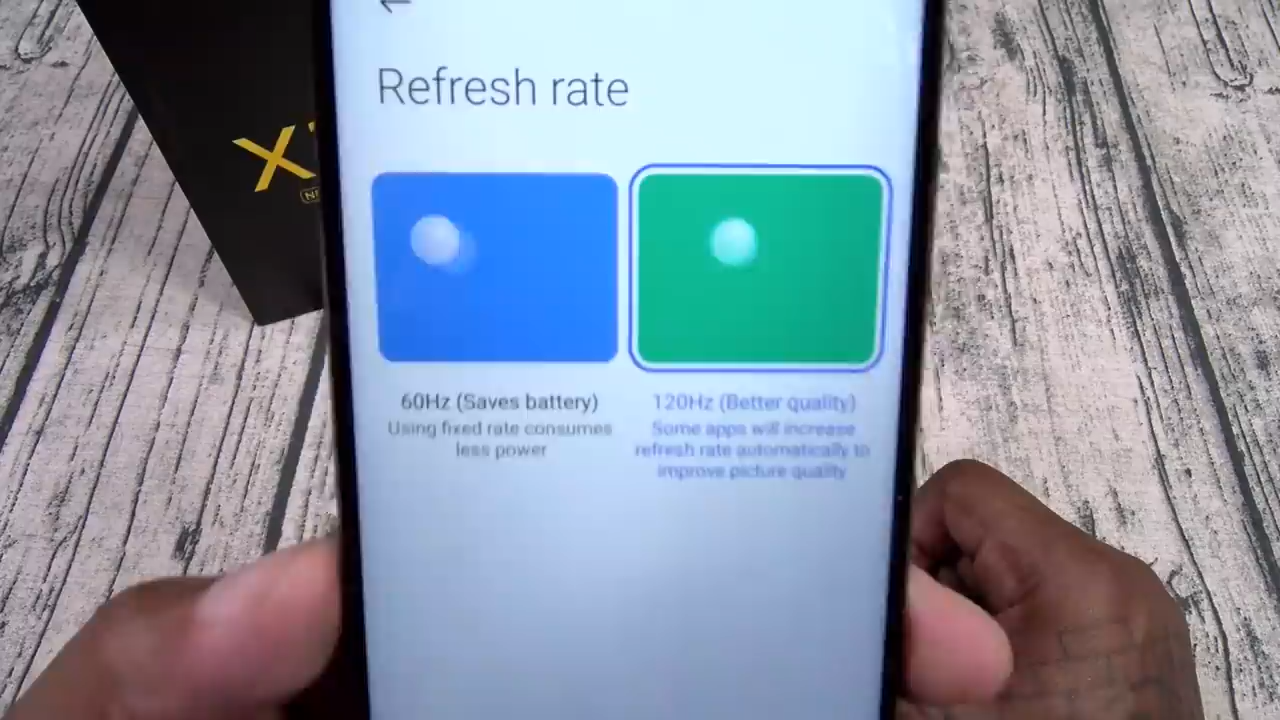 Refresh rate
60Hz (Saves battery)
Using fixed rate consumes
less power
120Hz (Better quality)
Some apps will increase
refresh rate automatically to
improve picture quality